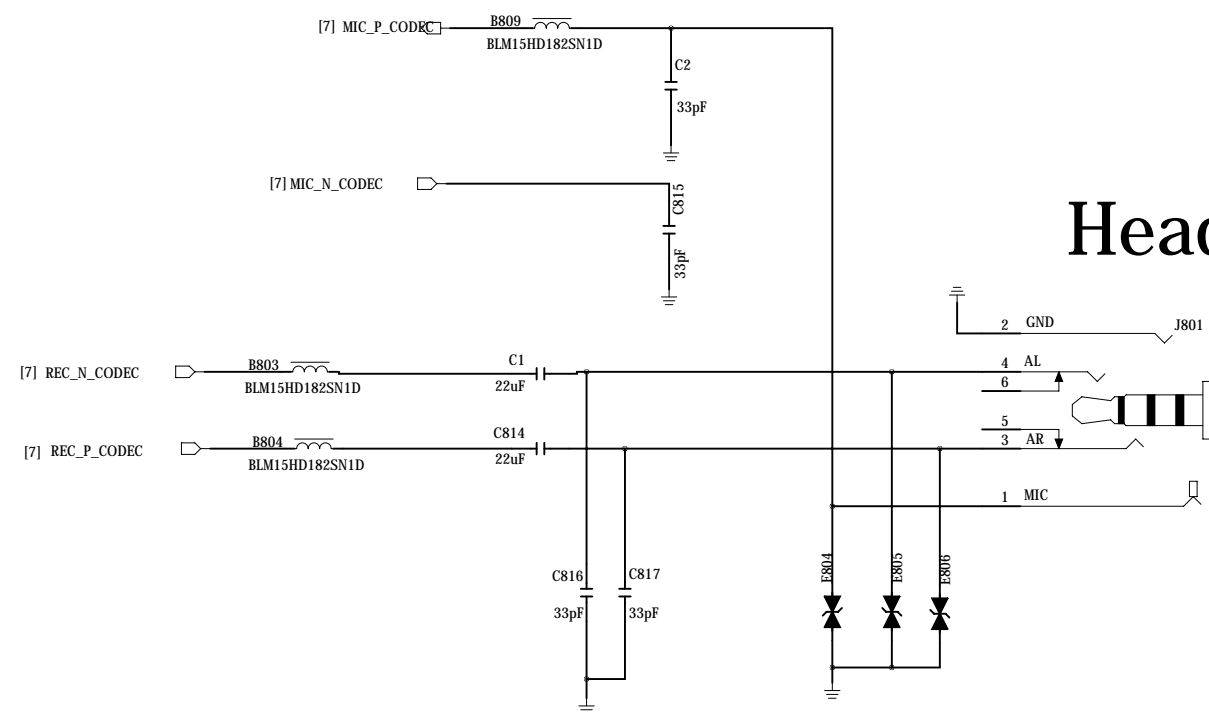 [7] MIC_P_CODEC
B809
BLM15HD182SN1D
C2
33pF
[7] MIC_N_CODEC
C815
33pF
Head
2 GND
J801
[7] REC_N_CODEC
B803
BLM15HD182SN1D
C1
22uF
4 AL
6
5
[7] REC_P_CODEC
B804
BLM15HD182SN1D
C814
22uF
3 AR
1 MIC
C816
33pF
C817
33pF
E804
E805
E806